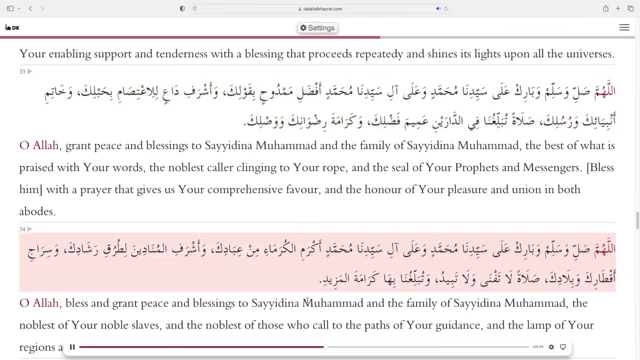 dalailalkhayrat.com
DK
Settings
Your enabling support and tenderness with a blessing that proceeds repeatedly and shines its lights upon all the universes.
33
اللَّهُمَّ صَلِّ وَسَلِّمْ وَبَارِكْ عَلَى سَيِّدِنَا مُحَمَّدٍ وَعَلَى آلِ سَيِّدِنَا مُحَمَّدٍ أَفْضَلِ مَمْدُوحٍ بِقَوْلِكَ، وَأَشْرَفِ دَاعٍ لِلِاعْتِصَامِ بِحَبْلِكَ، وَخَاتِمِ
أَنْبِيَائِكَ وَرُسُلِكَ، صَلَاةً تُبَلِّغُنَا فِي الدَّارَيْنِ عَمِيمَ فَضْلِكَ، وَكَرَامَةَ رِضْوَانِكَ وَوَصْلِكَ.
O Allah, grant peace and blessings to Sayyidina Muhammad and the family of Sayyidina Muhammad, the best of what is
praised with Your words, the noblest caller clinging to Your rope, and the seal of Your Prophets and Messengers. [Bless
him] with a prayer that gives us Your comprehensive favour, and the honour of Your pleasure and union in both
abodes.
34
اللَّهُمَّ صَلِّ وَسَلِّمْ وَبَارِكْ عَلَى سَيِّدِنَا مُحَمَّدٍ وَعَلَى آلِ سَيِّدِنَا مُحَمَّدٍ أَكْرَمِ الكُرَمَاءِ مِنْ عِبَادِكَ، وَأَشْرَفِ المُنَادِينَ لِطُرُقِ رَشَادِكَ، وَسِرَاجِ
أَقْطَارِكَ وَبِلَادِكَ، صَلَاةً لَا تَفْنَى وَلَا تَبِيدُ، وَتُبَلِّغُنَا بِهَا كَرَامَةَ المَزِيدِ.
O Allah, bless and grant peace and blessings to Sayyidina Muhammad and the family of Sayyidina Muhammad, the
noblest of Your noble slaves, and the noblest of those who call to the paths of Your guidance, and the lamp of Your
regions a